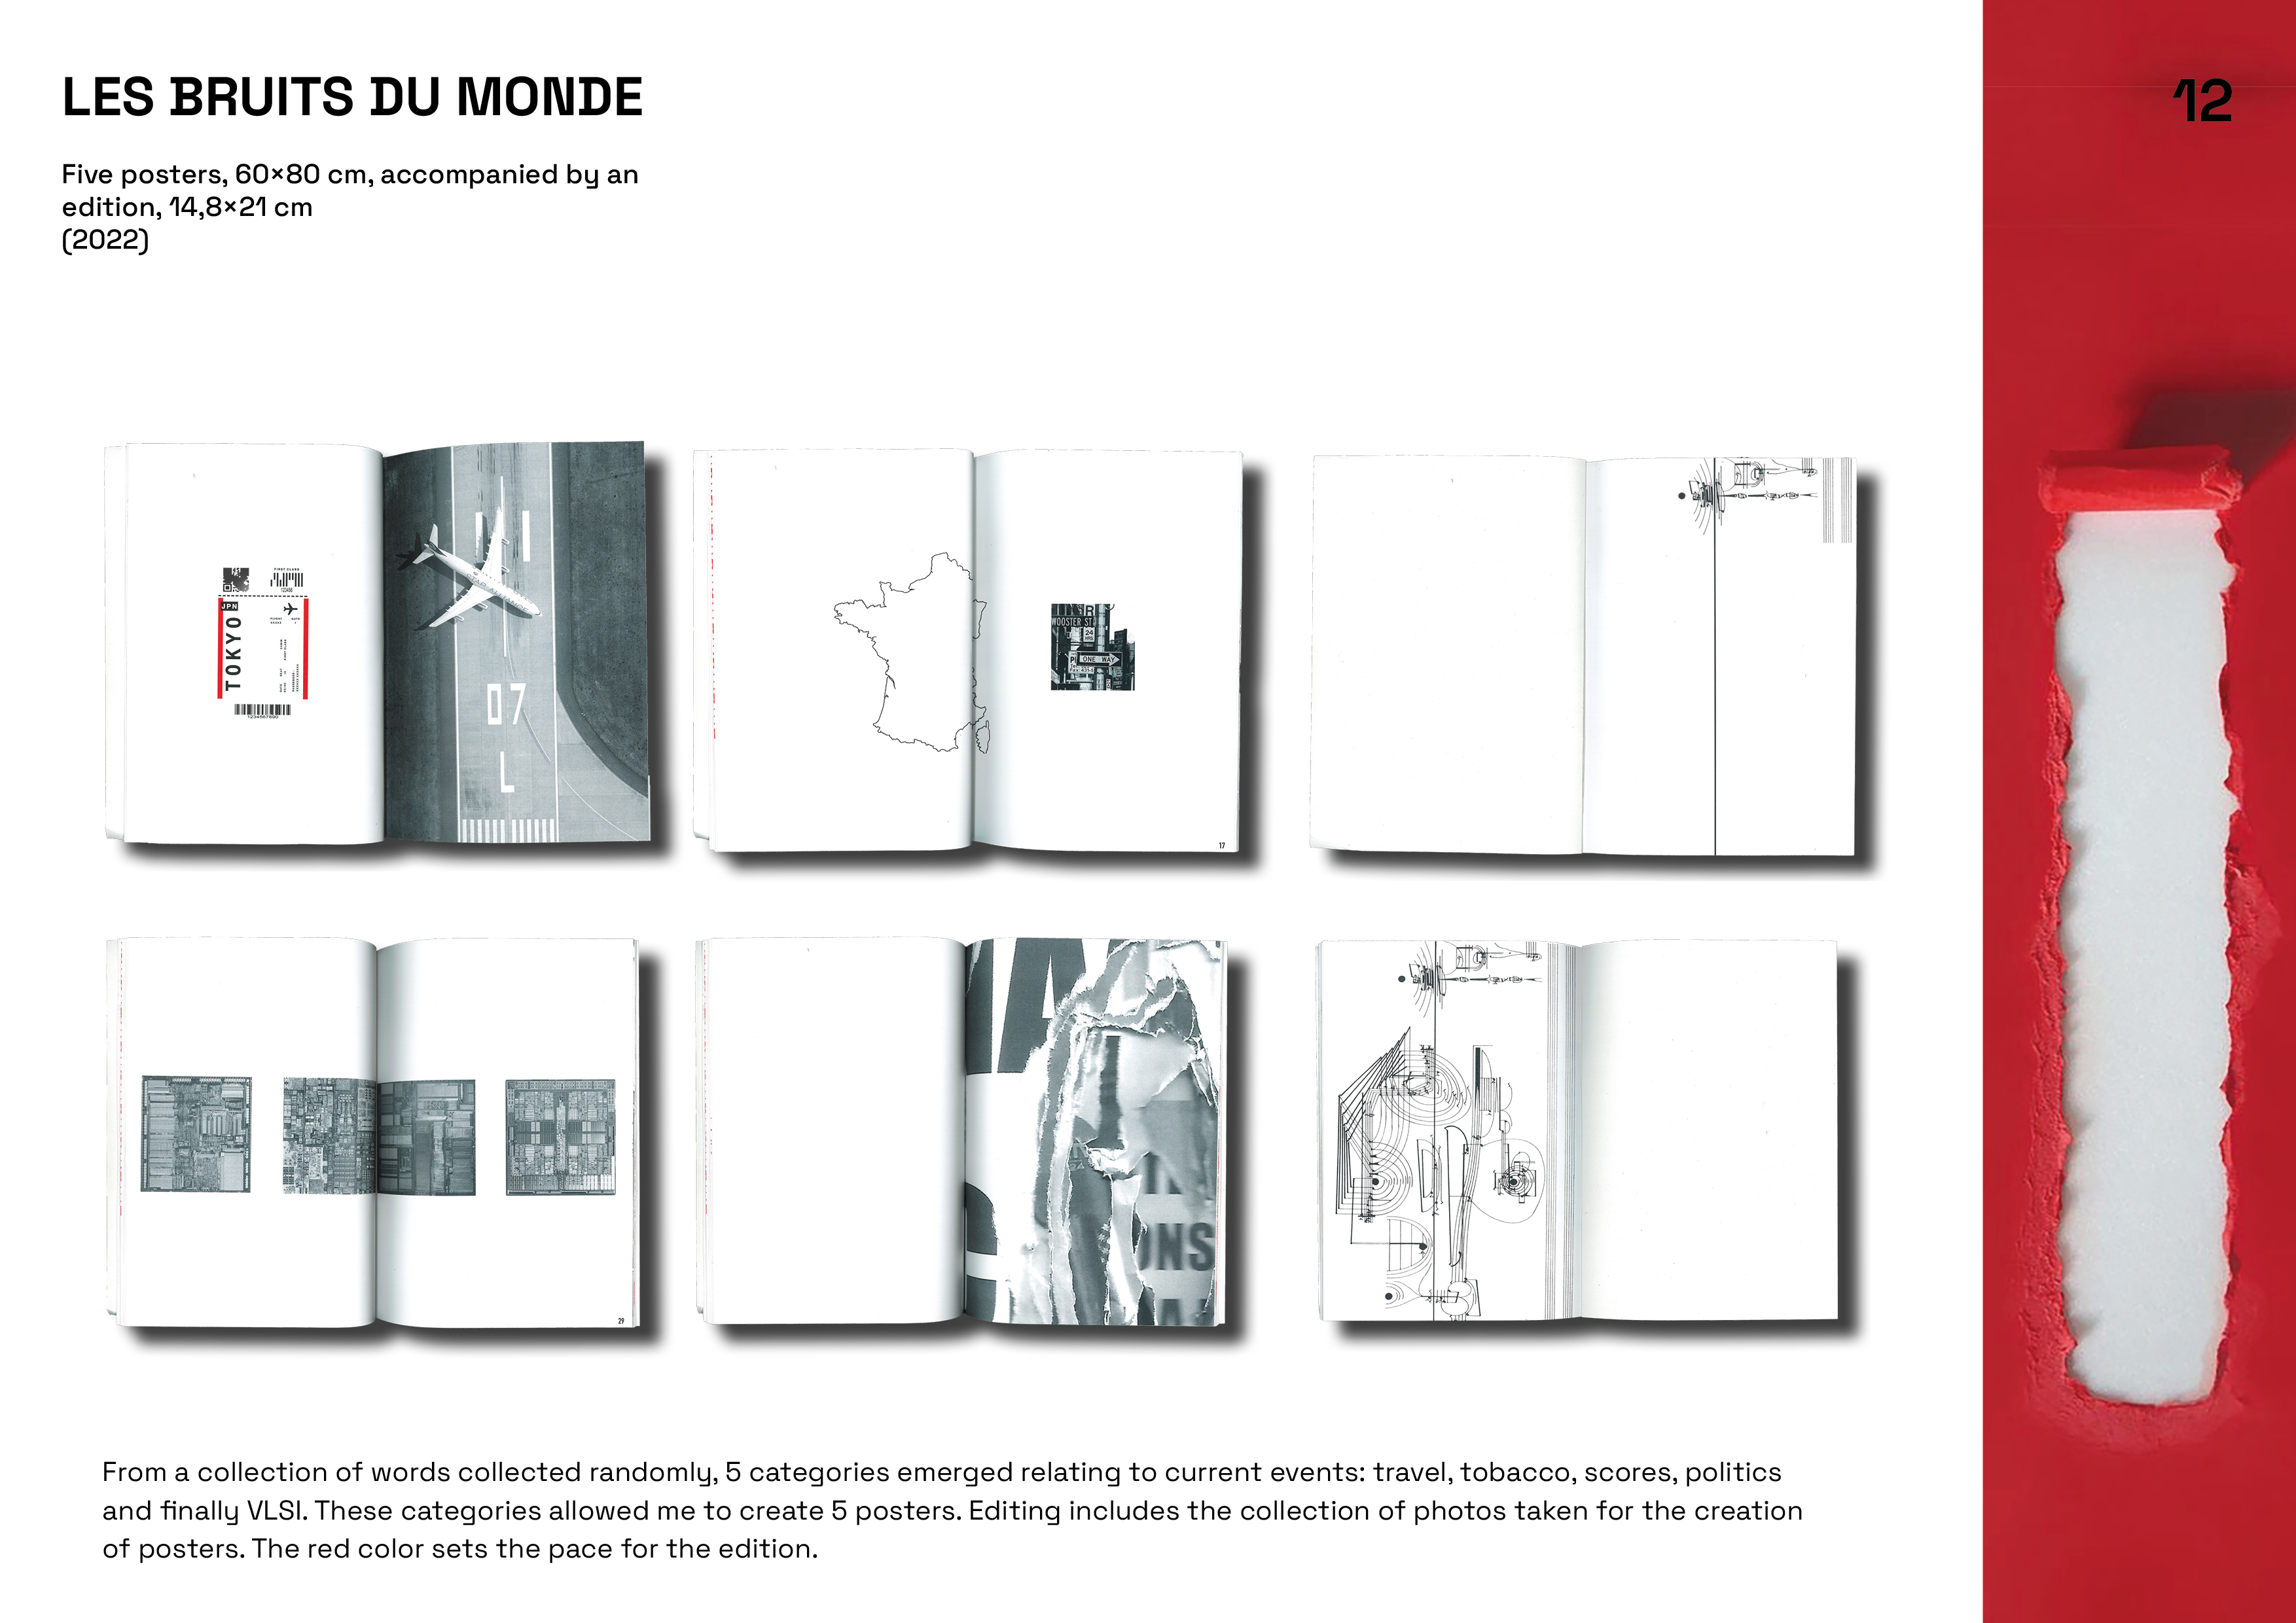 LES BRUITS DU MONDE
12
Five posters, 60×80 cm, accompanied by an
edition, 14,8×21 cm
(2022)
FIRST CLASS
123456
JPN
TOKYO
1234567890
07
L
R
WOOSTER ST
24
ONE WAY
17
29
ONS
From a collection of words collected randomly, 5 categories emerged relating to current events: travel, tobacco, scores, politics
and finally VLSI. These categories allowed me to create 5 posters. Editing includes the collection of photos taken for the creation
of posters. The red color sets the pace for the edition.